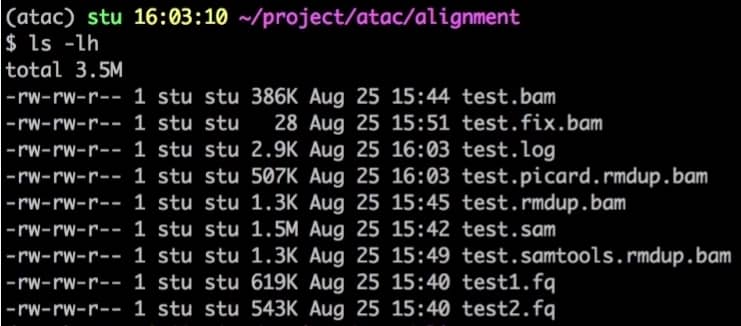 (atac) stu 16:03:10 ~/project/atac/alignment
$ ls -lh
total 3.5M
-rw-rw-r-- 1 stu stu 386K Aug 25 15:44 test.bam
-rw-rw-r-- 1 stu stu   28 Aug 25 15:51 test.fix.bam
-rw-rw-r-- 1 stu stu 2.9K Aug 25 16:03 test.log
-rw-rw-r-- 1 stu stu 507K Aug 25 16:03 test.picard.rmdup.bam
-rw-rw-r-- 1 stu stu 1.3K Aug 25 15:45 test.rmdup.bam
-rw-rw-r-- 1 stu stu 1.5M Aug 25 15:42 test.sam
-rw-rw-r-- 1 stu stu 1.3K Aug 25 15:49 test.samtools.rmdup.bam
-rw-rw-r-- 1 stu stu 619K Aug 25 15:40 test1.fq
-rw-rw-r-- 1 stu stu 543K Aug 25 15:40 test2.fq